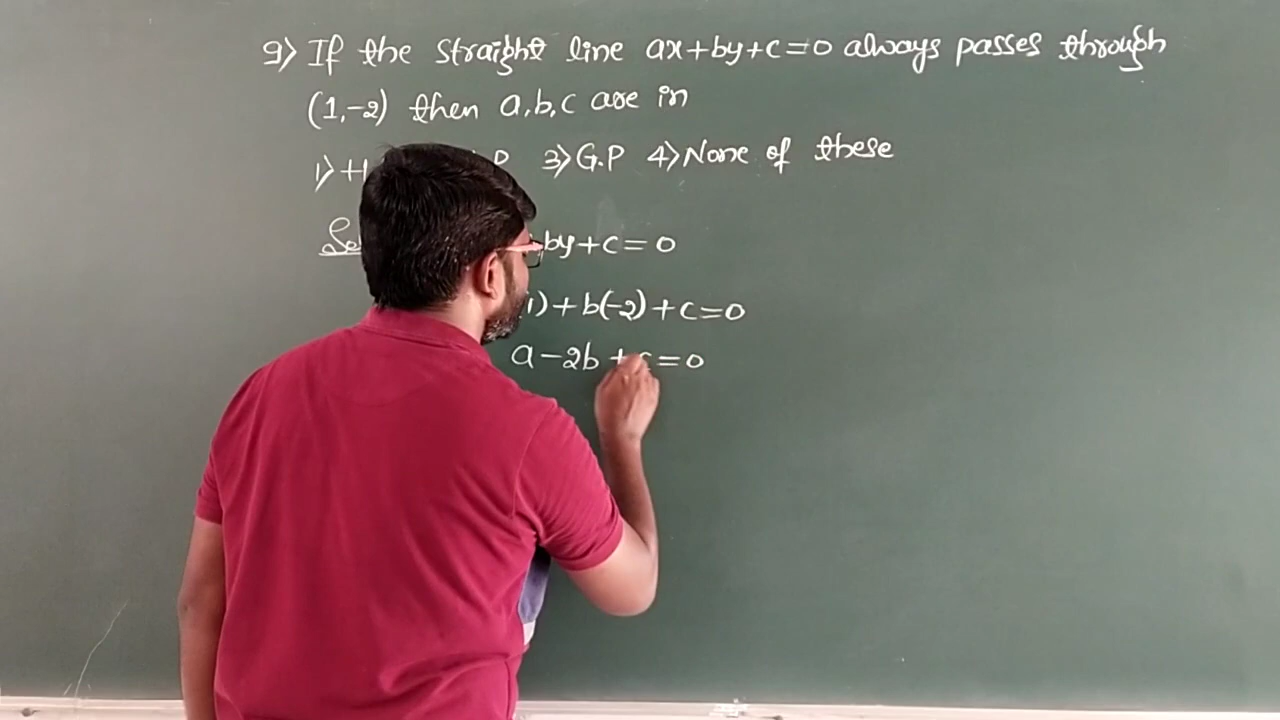 9) If the straight line ax+by+c=0 always passes through
(1,-2) then a,b,c are in
1) H P 3) G.P 4) None of these
by+c=0
1)+b(-2)+c=0
a-2b+c=0